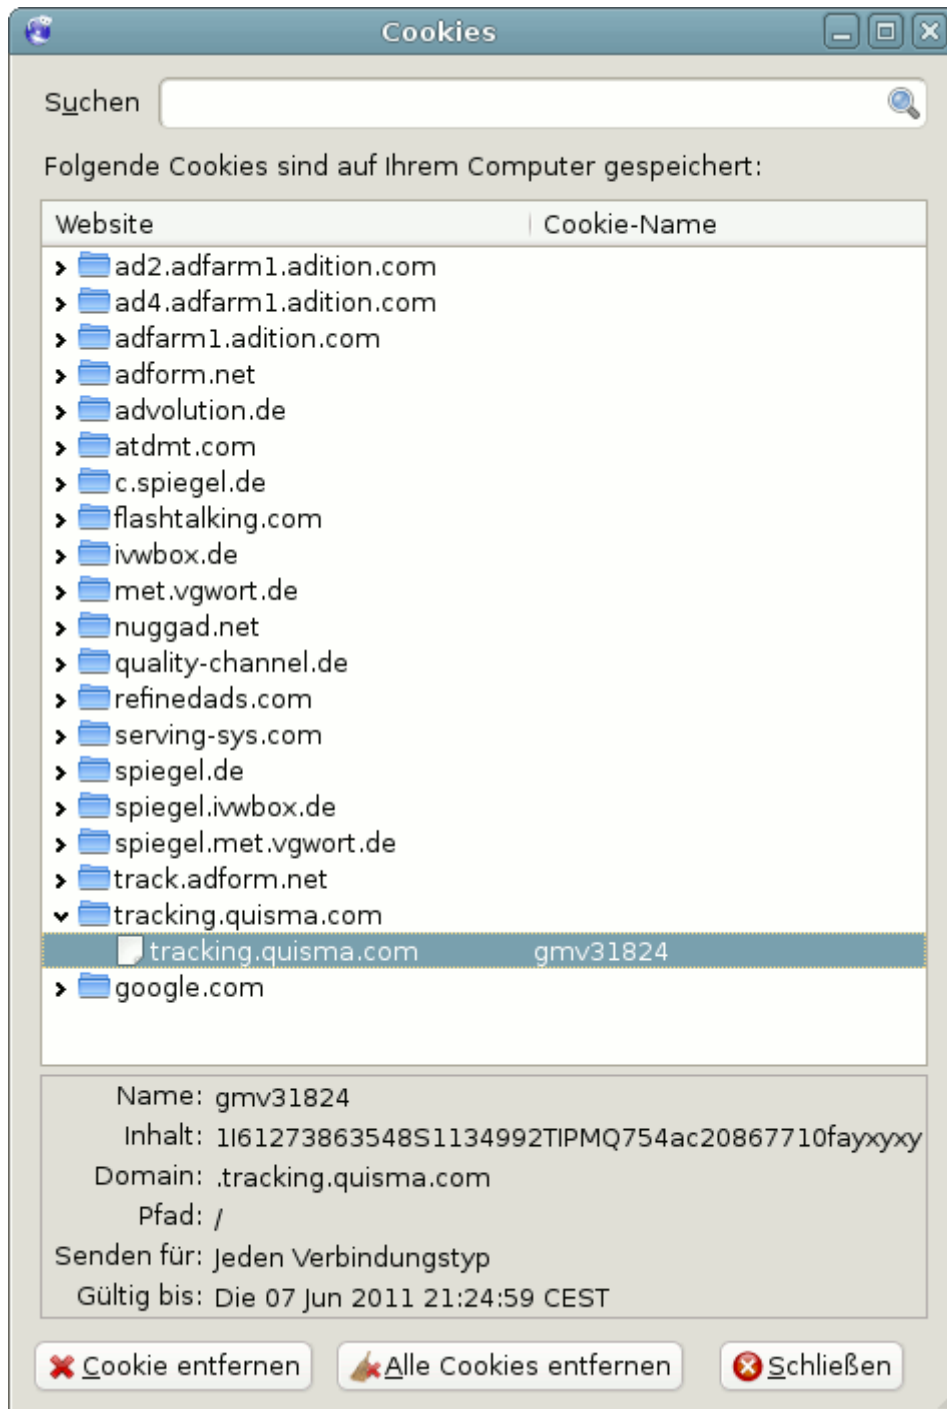 Cookies
Suchen
Folgende Cookies sind auf Ihrem Computer gespeichert:
Website Cookie-Name
ad2.adfarm1.adition.com
ad4.adfarm1.adition.com
adfarm1.adition.com
adform.net
advolution.de
atdmt.com
c.spiegel.de
flashtalking.com
ivwbox.de
met.vgwort.de
nuggad.net
quality-channel.de
refinedads.com
serving-sys.com
spiegel.de
spiegel.ivwbox.de
spiegel.met.vgwort.de
track.adform.net
tracking.quisma.com
tracking.quisma.com gmv31824
google.com
Name: gmv31824
Inhalt: 1I61273863548S1134992TIPMQ754ac20867710fayxyxy
Domain: .tracking.quisma.com
Pfad: /
Senden für: Jeden Verbindungstyp
Gültig bis: Die 07 Jun 2011 21:24:59 CEST
Cookie entfernen Alle Cookies entfernen Schließen